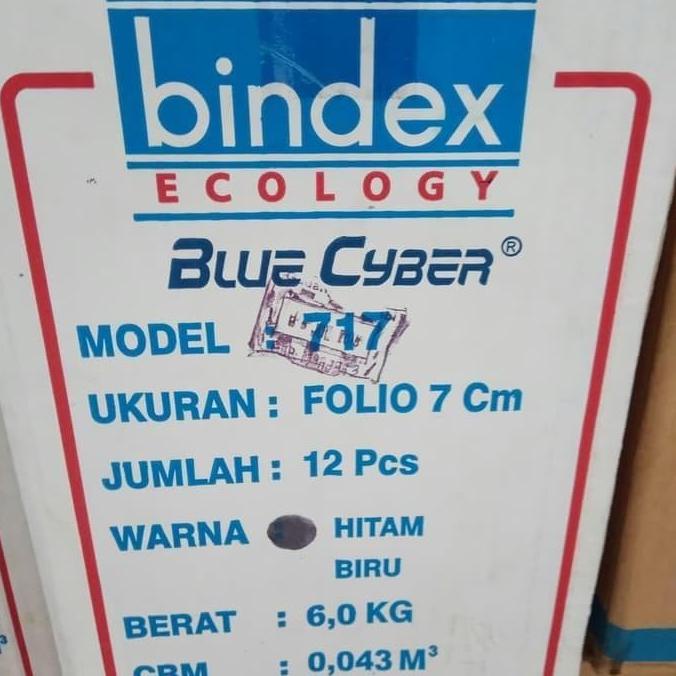 bindex
ECOLOGY
BLUE CYBER®
MODEL : 717
UKURAN : FOLIO 7 Cm
JUMLAH : 12 Pcs
WARNA : HITAM
BIRU
BERAT : 6,0 KG
CBM : 0,043 M³